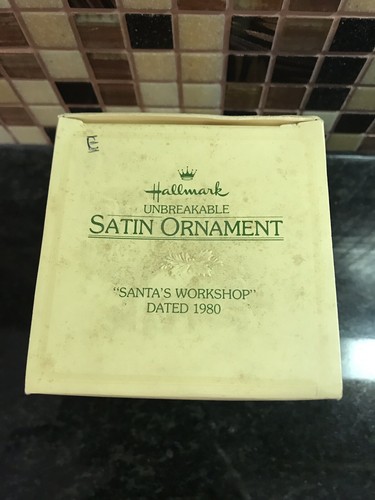 E
Hallmark
UNBREAKABLE
SATIN ORNAMENT
"SANTA'S WORKSHOP"
DATED 1980